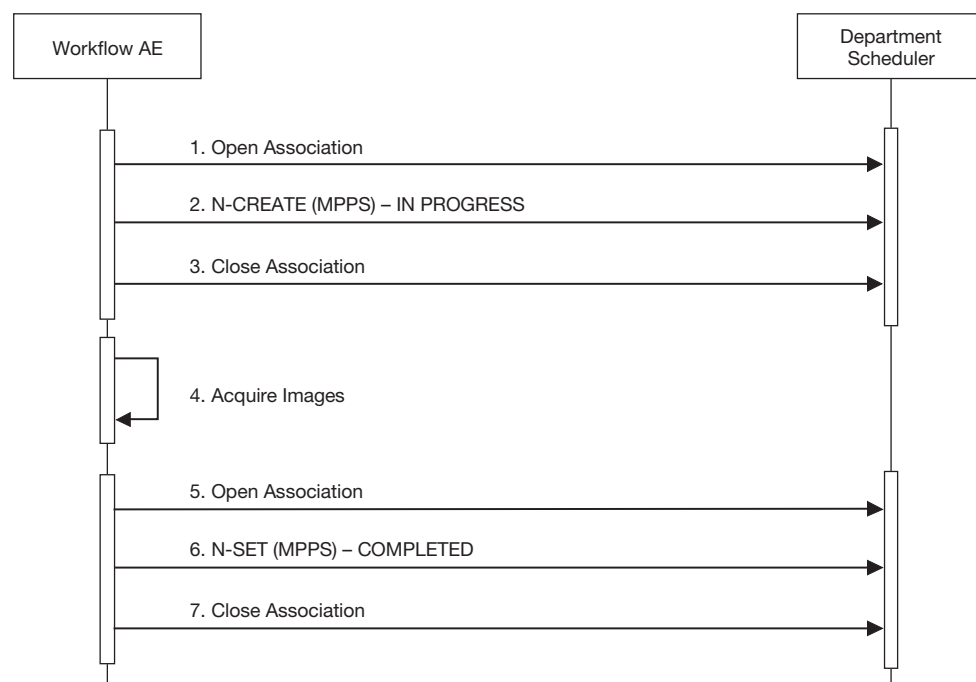 Workflow AE
Department
Scheduler
1. Open Association
2. N-CREATE (MPPS) – IN PROGRESS
3. Close Association
4. Acquire Images
5. Open Association
6. N-SET (MPPS) – COMPLETED
7. Close Association